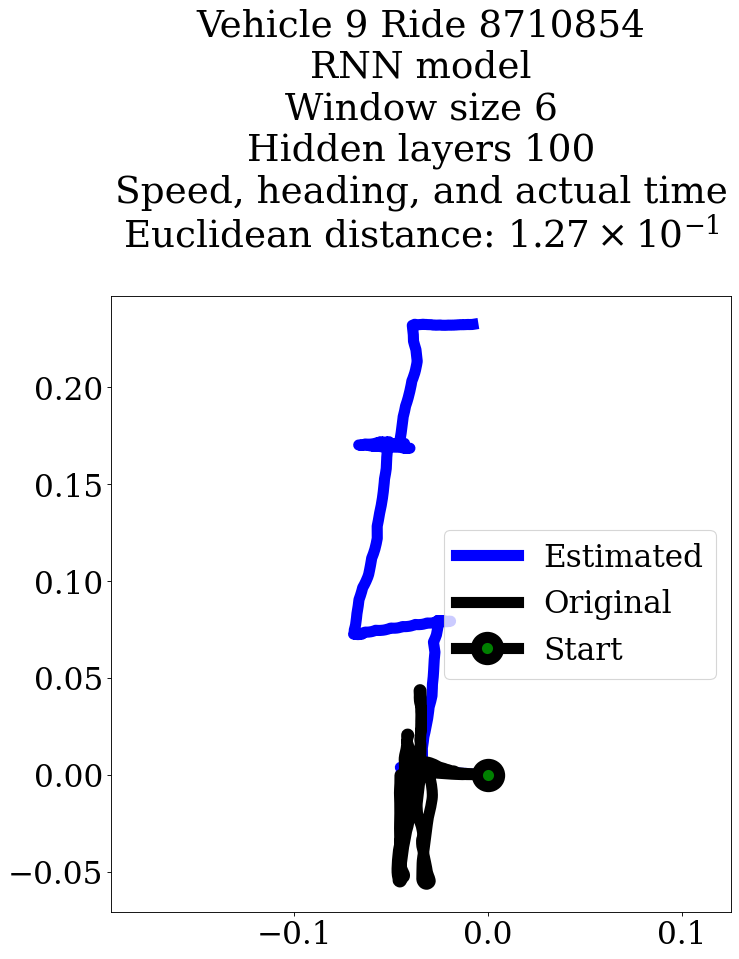 Vehicle 9 Ride 8710854
RNN model
Window size 6
Hidden layers 100
Speed, heading, and actual time
Euclidean distance: 1.27 × 10⁻¹
0.20
0.15
0.10
0.05
0.00
−0.05
Estimated
Original
Start
−0.1
0.0
0.1